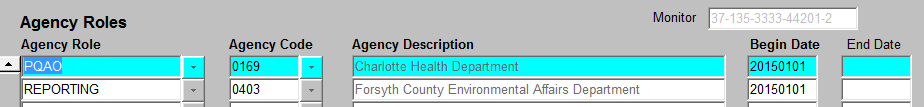 Agency Roles
Monitor 37-135-3333-44201-2
Agency Role Agency Code Agency Description Begin Date End Date
PQAO 0169 Charlotte Health Department 20150101
REPORTING 0403 Forsyth County Environmental Affairs Department 20150101